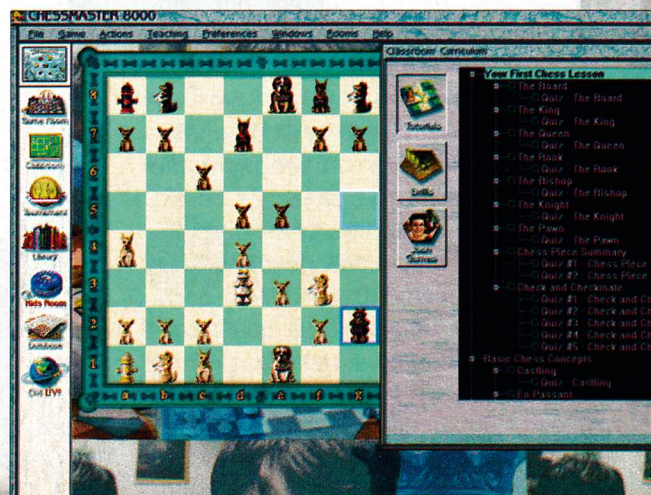 CHESSMASTER 8000
File Game Actions Teaching Preferences Windows Rooms Help
Classroom Curriculum
Game Room
Classroom
Tournament
Library
Kids Room
Database
CM LIVE
8
7
6
5
4
3
2
1
a b c d e f g
Tutorials
Drills
Josh
Your First Chess Lesson
The Board
Quiz - The Board
The King
Quiz - The King
The Queen
Quiz - The Queen
The Rook
Quiz - The Rook
The Bishop
Quiz - The Bishop
The Knight
Quiz - The Knight
The Pawn
Quiz - The Pawn
Chess Piece Summary
Quiz #1 - Chess Piece
Quiz #2 - Chess Piece
Check and Checkmate
Quiz #1 - Check and Ch
Quiz #2 - Check and Ch
Quiz #3 - Check and Ch
Quiz #4 - Check and Ch
Quiz #5 - Check and Ch
Basic Chess Concepts
Castling
Quiz - Castling
En Passant